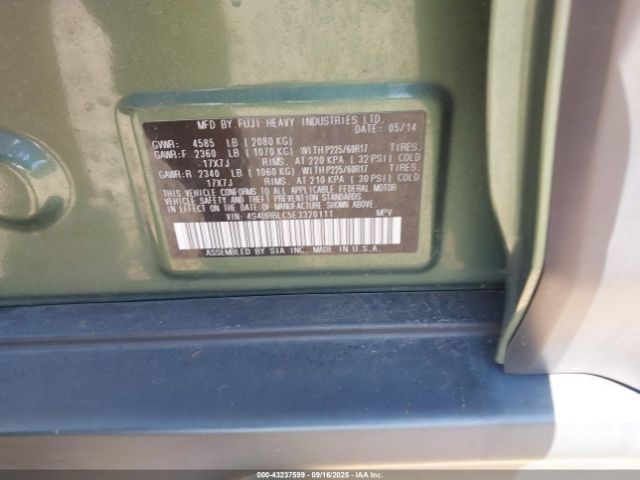 MFD BY FUJI HEAVY INDUSTRIES LTD.
DATE: 05/14
GVWR: 4585 LB ( 2080 KG)
GAWR:F 2360 LB ( 1070 KG) WITH P225/60R17 TIRES,
17X7J RIMS, AT 220 KPA ( 32 PSI) COLD
GAWR:R 2340 LB ( 1060 KG) WITH P225/60R17 TIRES,
17X7J RIMS, AT 210 KPA ( 30 PSI) COLD
THIS VEHICLE CONFORMS TO ALL APPLICABLE FEDERAL MOTOR
VEHICLE SAFETY AND THEFT PREVENTION STANDARDS
IN EFFECT ON THE DATE OF MANUFACTURE SHOWN ABOVE.
VIN: 4S4BRBLC5E3320111 MPV
ASSEMBLED BY SIA INC. MADE IN U.S.A.
000-43237599 - 09/16/2025 - IAAI.COM